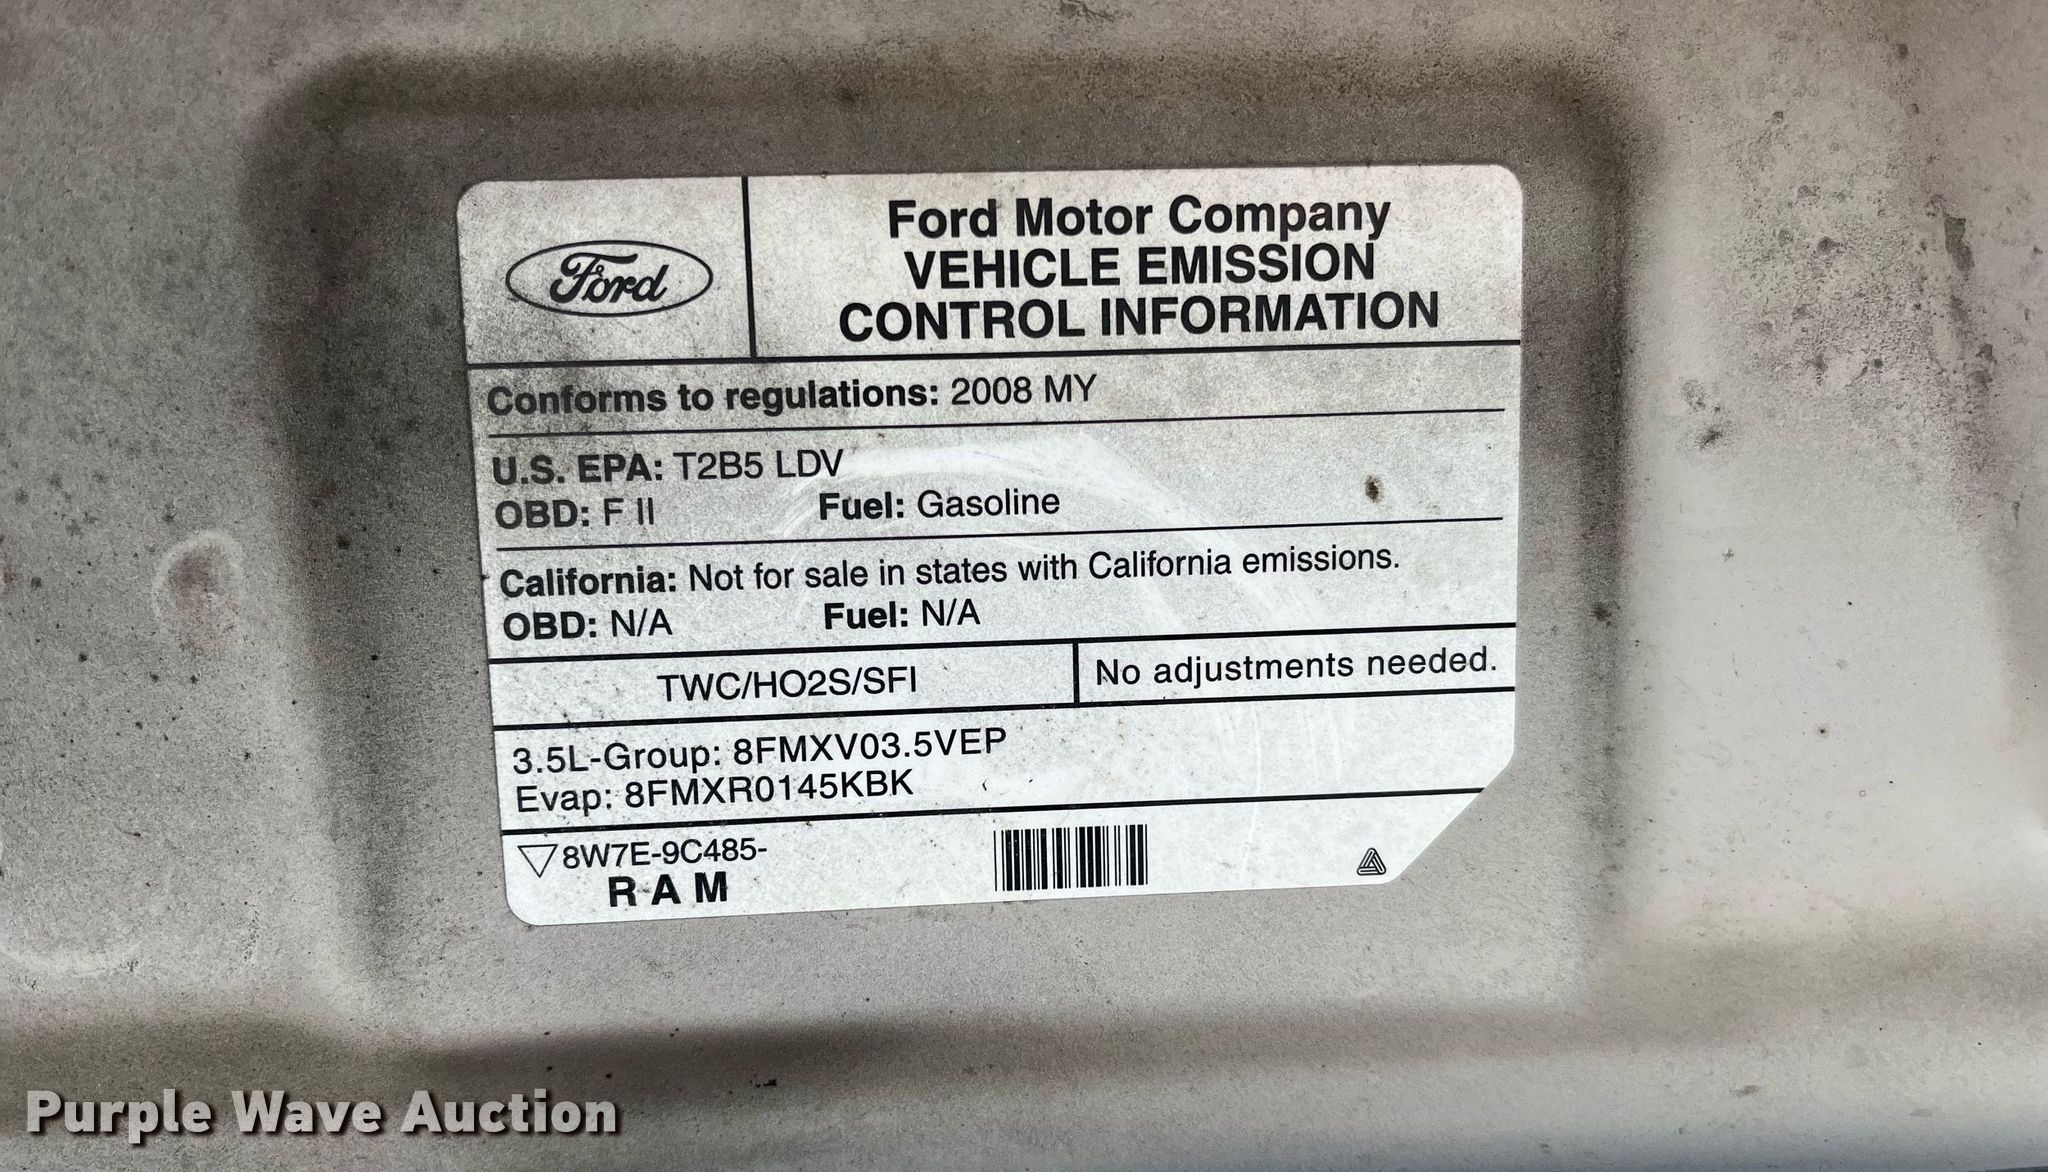 Ford
Ford Motor Company
VEHICLE EMISSION
CONTROL INFORMATION
Conforms to regulations: 2008 MY
U.S. EPA: T2B5 LDV
OBD: F II Fuel: Gasoline
California: Not for sale in states with California emissions.
OBD: N/A Fuel: N/A
TWC/HO2S/SFI
No adjustments needed.
3.5L-Group: 8FMXV03.5VEP
Evap: 8FMXR0145KBK
8W7E-9C485-
R A M
Purple Wave Auction